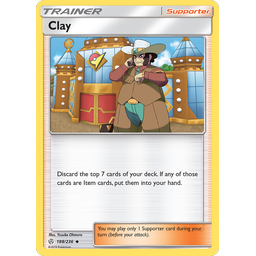 TRAINER Supporter
Clay
Discard the top 7 cards of your deck. If any of those
cards are Item cards, put them into your hand.
Illus. Yusuke Ohmura
188/236
You may play only 1 Supporter card during your
turn (before your attack).